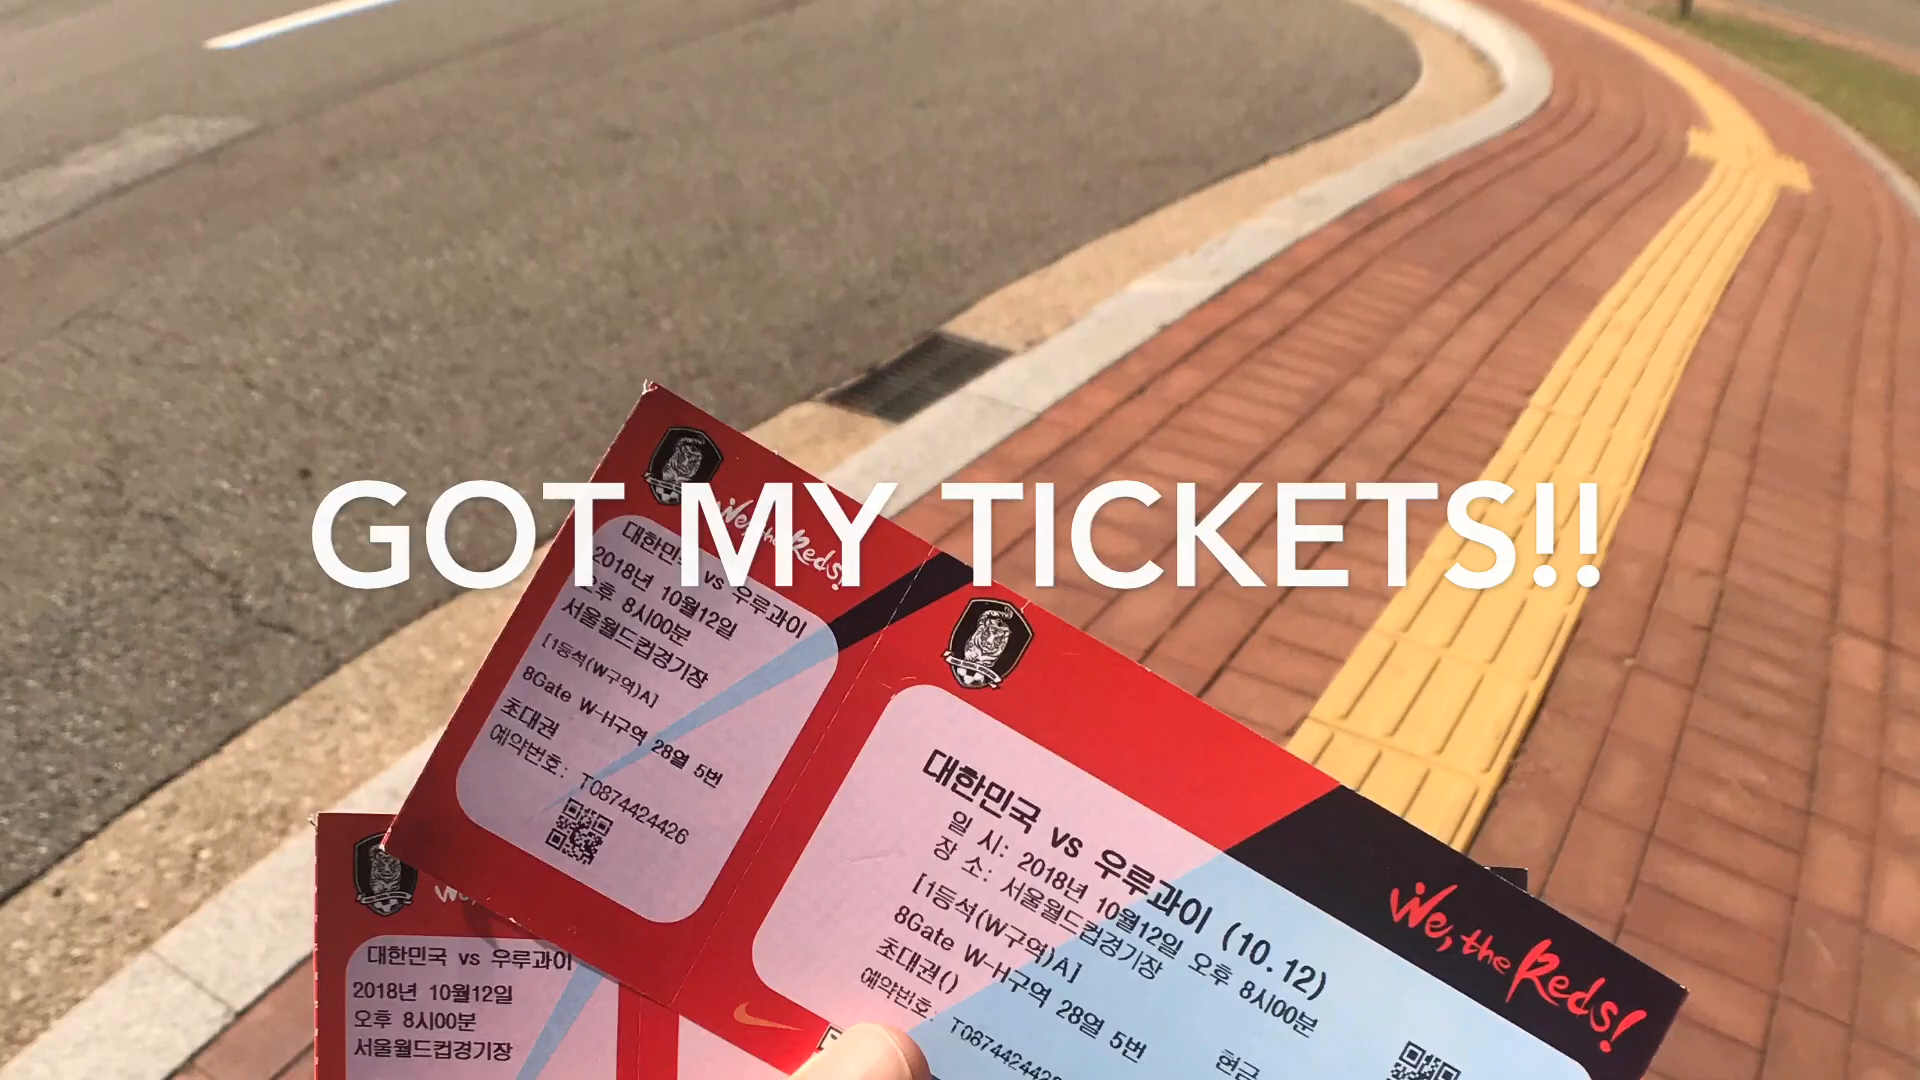 GOT MY TICKETS!!
We, the Reds!
대한민국 vs 우루과이
2018년 10월12일
오후 8시00분
서울월드컵경기장
[1등석(W구역)A]
8Gate W-H구역 28열 5번
초대권
예약번호: T0874424426
대한민국 vs 우루과이 (10.12)
일 시: 2018년 10월12일 오후 8시00분
장 소: 서울월드컵경기장
[1등석(W구역)A]
8Gate W-H구역 28열 5번
초대권()
예약번호: T087442442
현금
We, the Reds!
대한민국 vs 우루과이
2018년 10월12일
오후 8시00분
서울월드컵경기장